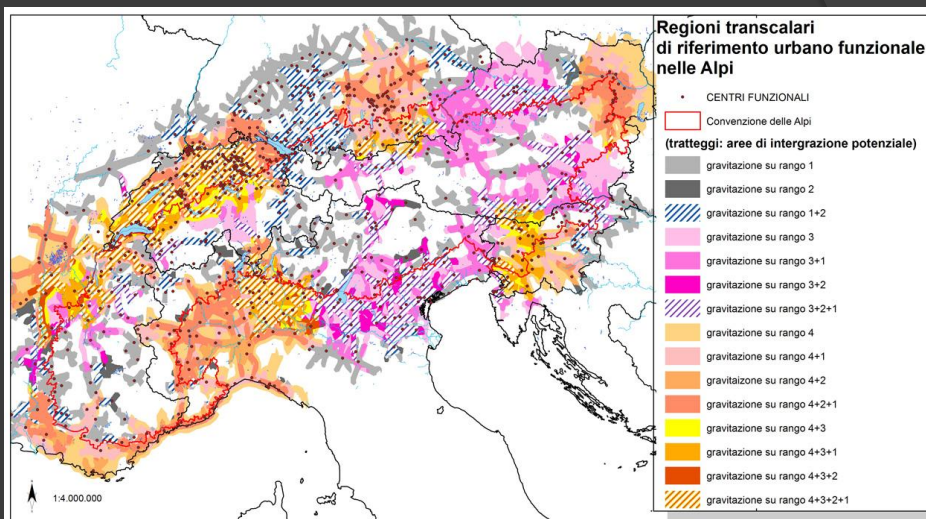 Regioni transcalari
di riferimento urbano funzionale
nelle Alpi
CENTRI FUNZIONALI
Convenzione delle Alpi
(tratteggi: aree di intergrazione potenziale)
gravitazione su rango 1
gravitazione su rango 2
gravitazione su rango 1+2
gravitazione su rango 3
gravitazione su rango 3+1
gravitazione su rango 3+2
gravitazione su rango 3+2+1
gravitazione su rango 4
gravitazione su rango 4+1
gravitaizone su rango 4+2
gravitazione su rango 4+2+1
gravitazione su rango 4+3
gravitazione su rango 4+3+1
gravitazione su rango 4+3+2
gravitazione su rango 4+3+2+1
1:4.000.000